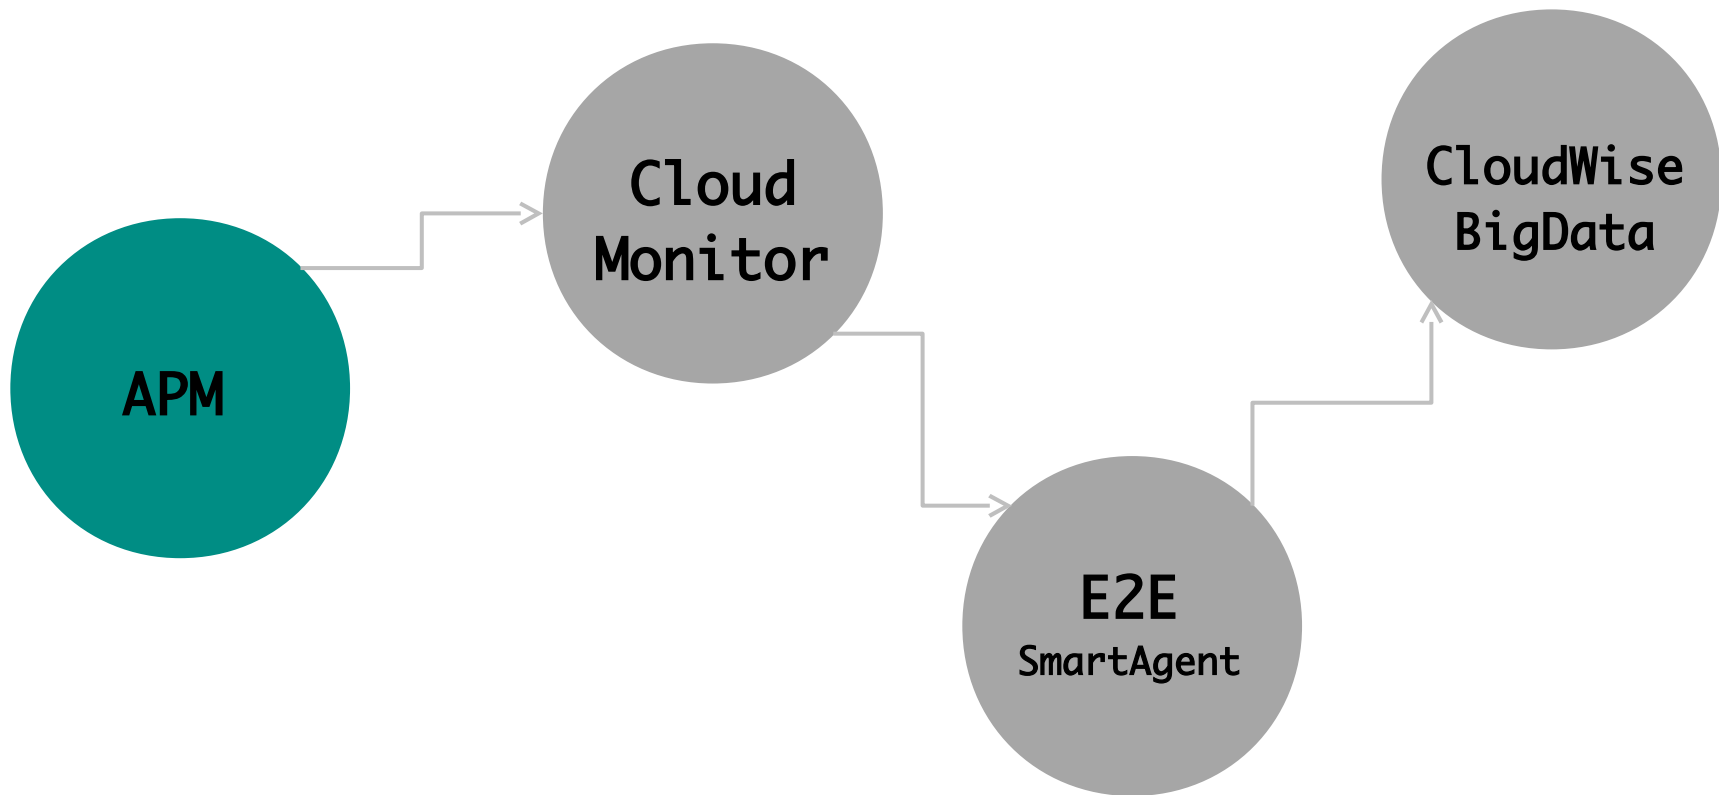 APM
Cloud
Monitor
E2E
SmartAgent
CloudWise
BigData